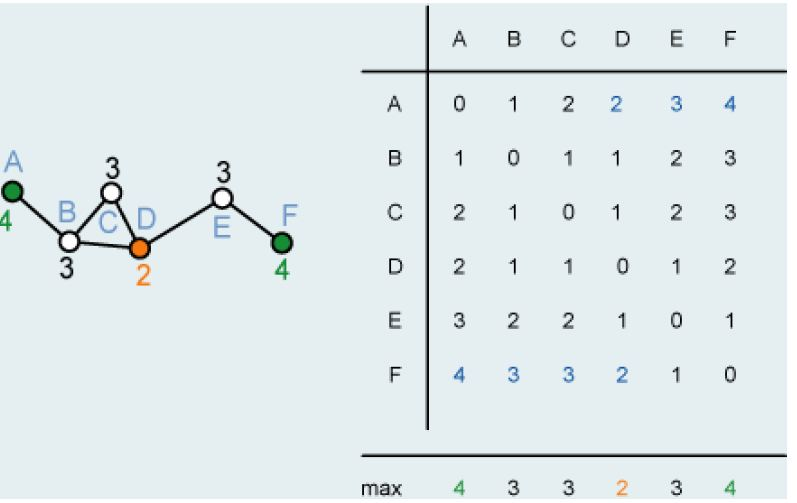 A B C D E F
A 0 1 2 2 3 4
B 1 0 1 1 2 3
C 2 1 0 1 2 3
D 2 1 1 0 1 2
E 3 2 2 1 0 1
F 4 3 3 2 1 0
max 4 3 3 2 3 4
A 3 3
B C D E F
4 3 2 4